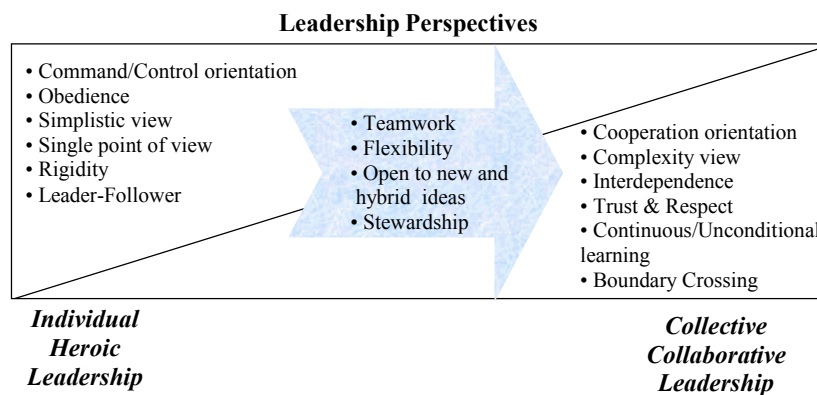 Leadership Perspectives
• Command/Control orientation
• Obedience
• Simplistic view
• Single point of view
• Rigidity
• Leader-Follower
• Teamwork
• Flexibility
• Open to new and
hybrid ideas
• Stewardship
• Cooperation orientation
• Complexity view
• Interdependence
• Trust & Respect
• Continuous/Unconditional
learning
• Boundary Crossing
Individual
Heroic
Leadership
Collective
Collaborative
Leadership